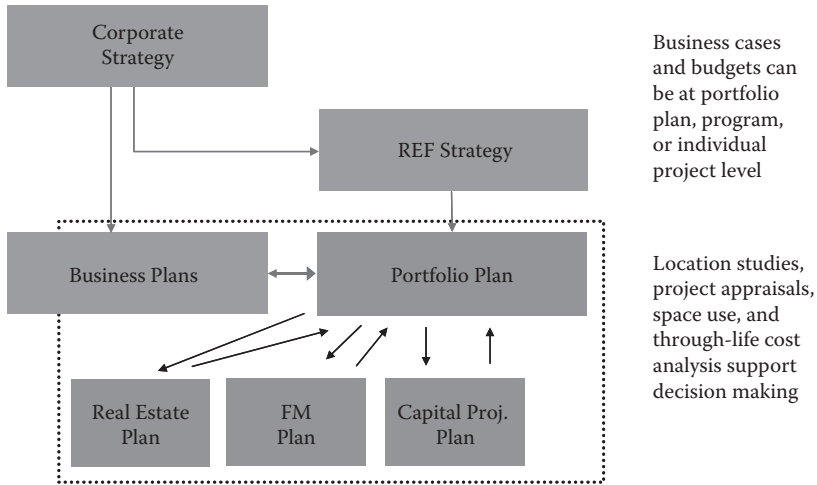 Corporate
Strategy
REF Strategy
Business Plans
Portfolio Plan
Real Estate
Plan
FM
Plan
Capital Proj.
Plan
Business cases
and budgets can
be at portfolio
plan, program,
or individual
project level
Location studies,
project appraisals,
space use, and
through-life cost
analysis support
decision making